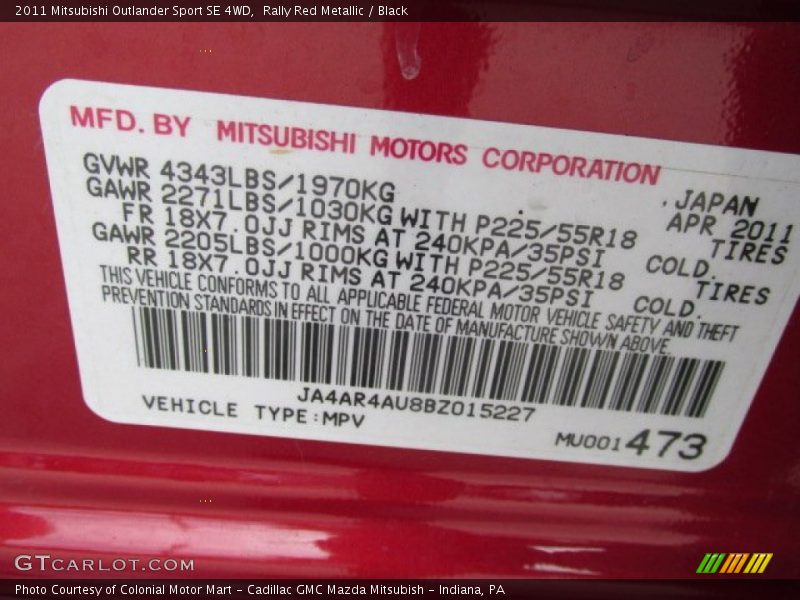 2011 Mitsubishi Outlander Sport SE 4WD,  Rally Red Metallic / Black
MFD. BY MITSUBISHI MOTORS CORPORATION
.JAPAN
GVWR 4343LBS/1970KG APR 2011
GAWR 2271LBS/1030KG WITH P225/55R18 TIRES
FR 18X7.0JJ RIMS AT 240KPA/35PSI COLD.
GAWR 2205LBS/1000KG WITH P225/55R18 TIRES
RR 18X7.0JJ RIMS AT 240KPA/35PSI COLD.
THIS VEHICLE CONFORMS TO ALL APPLICABLE FEDERAL MOTOR VEHICLE SAFETY AND THEFT
PREVENTION STANDARDS IN EFFECT ON THE DATE OF MANUFACTURE SHOWN ABOVE.
JA4AR4AU8BZ015227
VEHICLE TYPE:MPV
MU001473
GTCARLOT.COM
Photo Courtesy of Colonial Motor Mart - Cadillac GMC Mazda Mitsubish - Indiana, PA